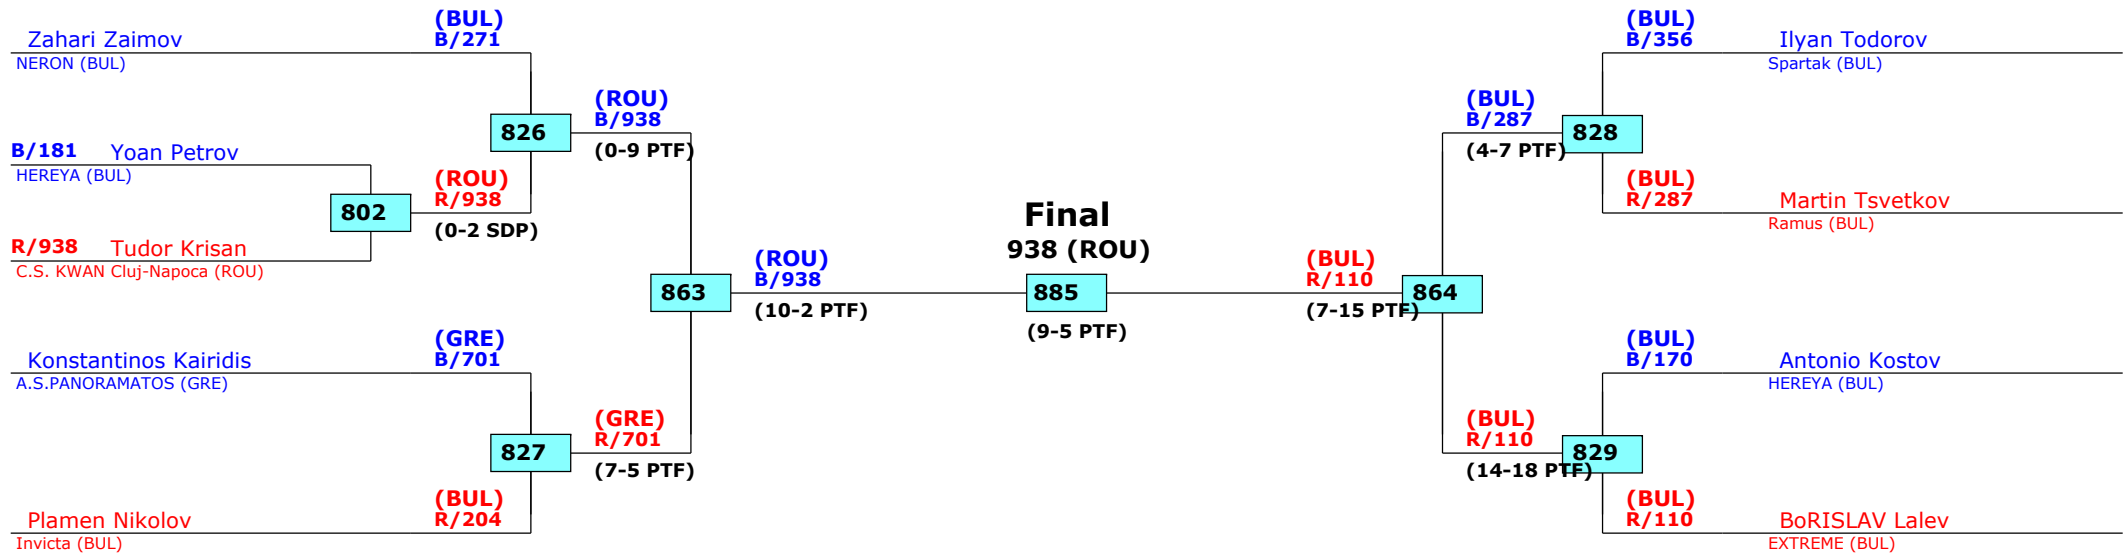 (BUL)
B/271
Zahari Zaimov
NERON (BUL)
(ROU)
B/938
826
(0-9 PTF)
B/181 Yoan Petrov
HEREYA (BUL)
(ROU)
R/938
802
(0-2 SDP)
R/938 Tudor Krisan
C.S. KWAN Cluj-Napoca (ROU)
(ROU)
B/938
863
(10-2 PTF)
(GRE)
B/701
Konstantinos Kairidis
A.S.PANORAMATOS (GRE)
(GRE)
R/701
827
(7-5 PTF)
(BUL)
R/204
Plamen Nikolov
Invicta (BUL)
Final
938 (ROU)
885
(9-5 PTF)
(BUL)
B/356
Ilyan Todorov
Spartak (BUL)
(BUL)
B/287
828
(4-7 PTF)
(BUL)
R/287
Martin Tsvetkov
Ramus (BUL)
(BUL)
R/110
864
(7-15 PTF)
(BUL)
B/170
Antonio Kostov
HEREYA (BUL)
(BUL)
R/110
829
(14-18 PTF)
(BUL)
R/110
BoRISLAV Lalev
EXTREME (BUL)